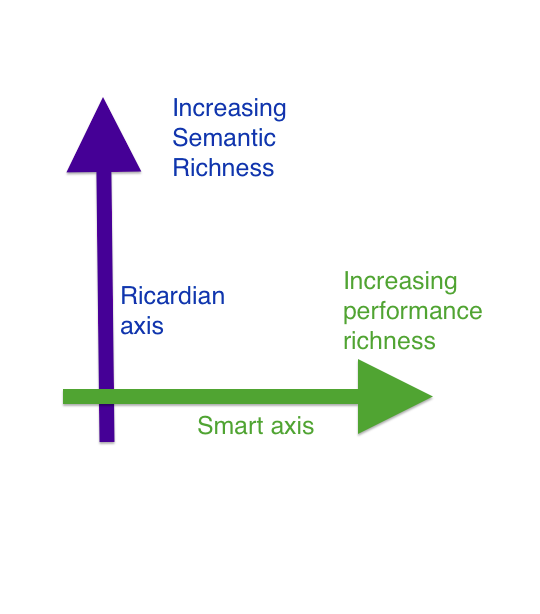 Increasing
Semantic
Richness
Ricardian
axis
Increasing
performance
richness
Smart axis